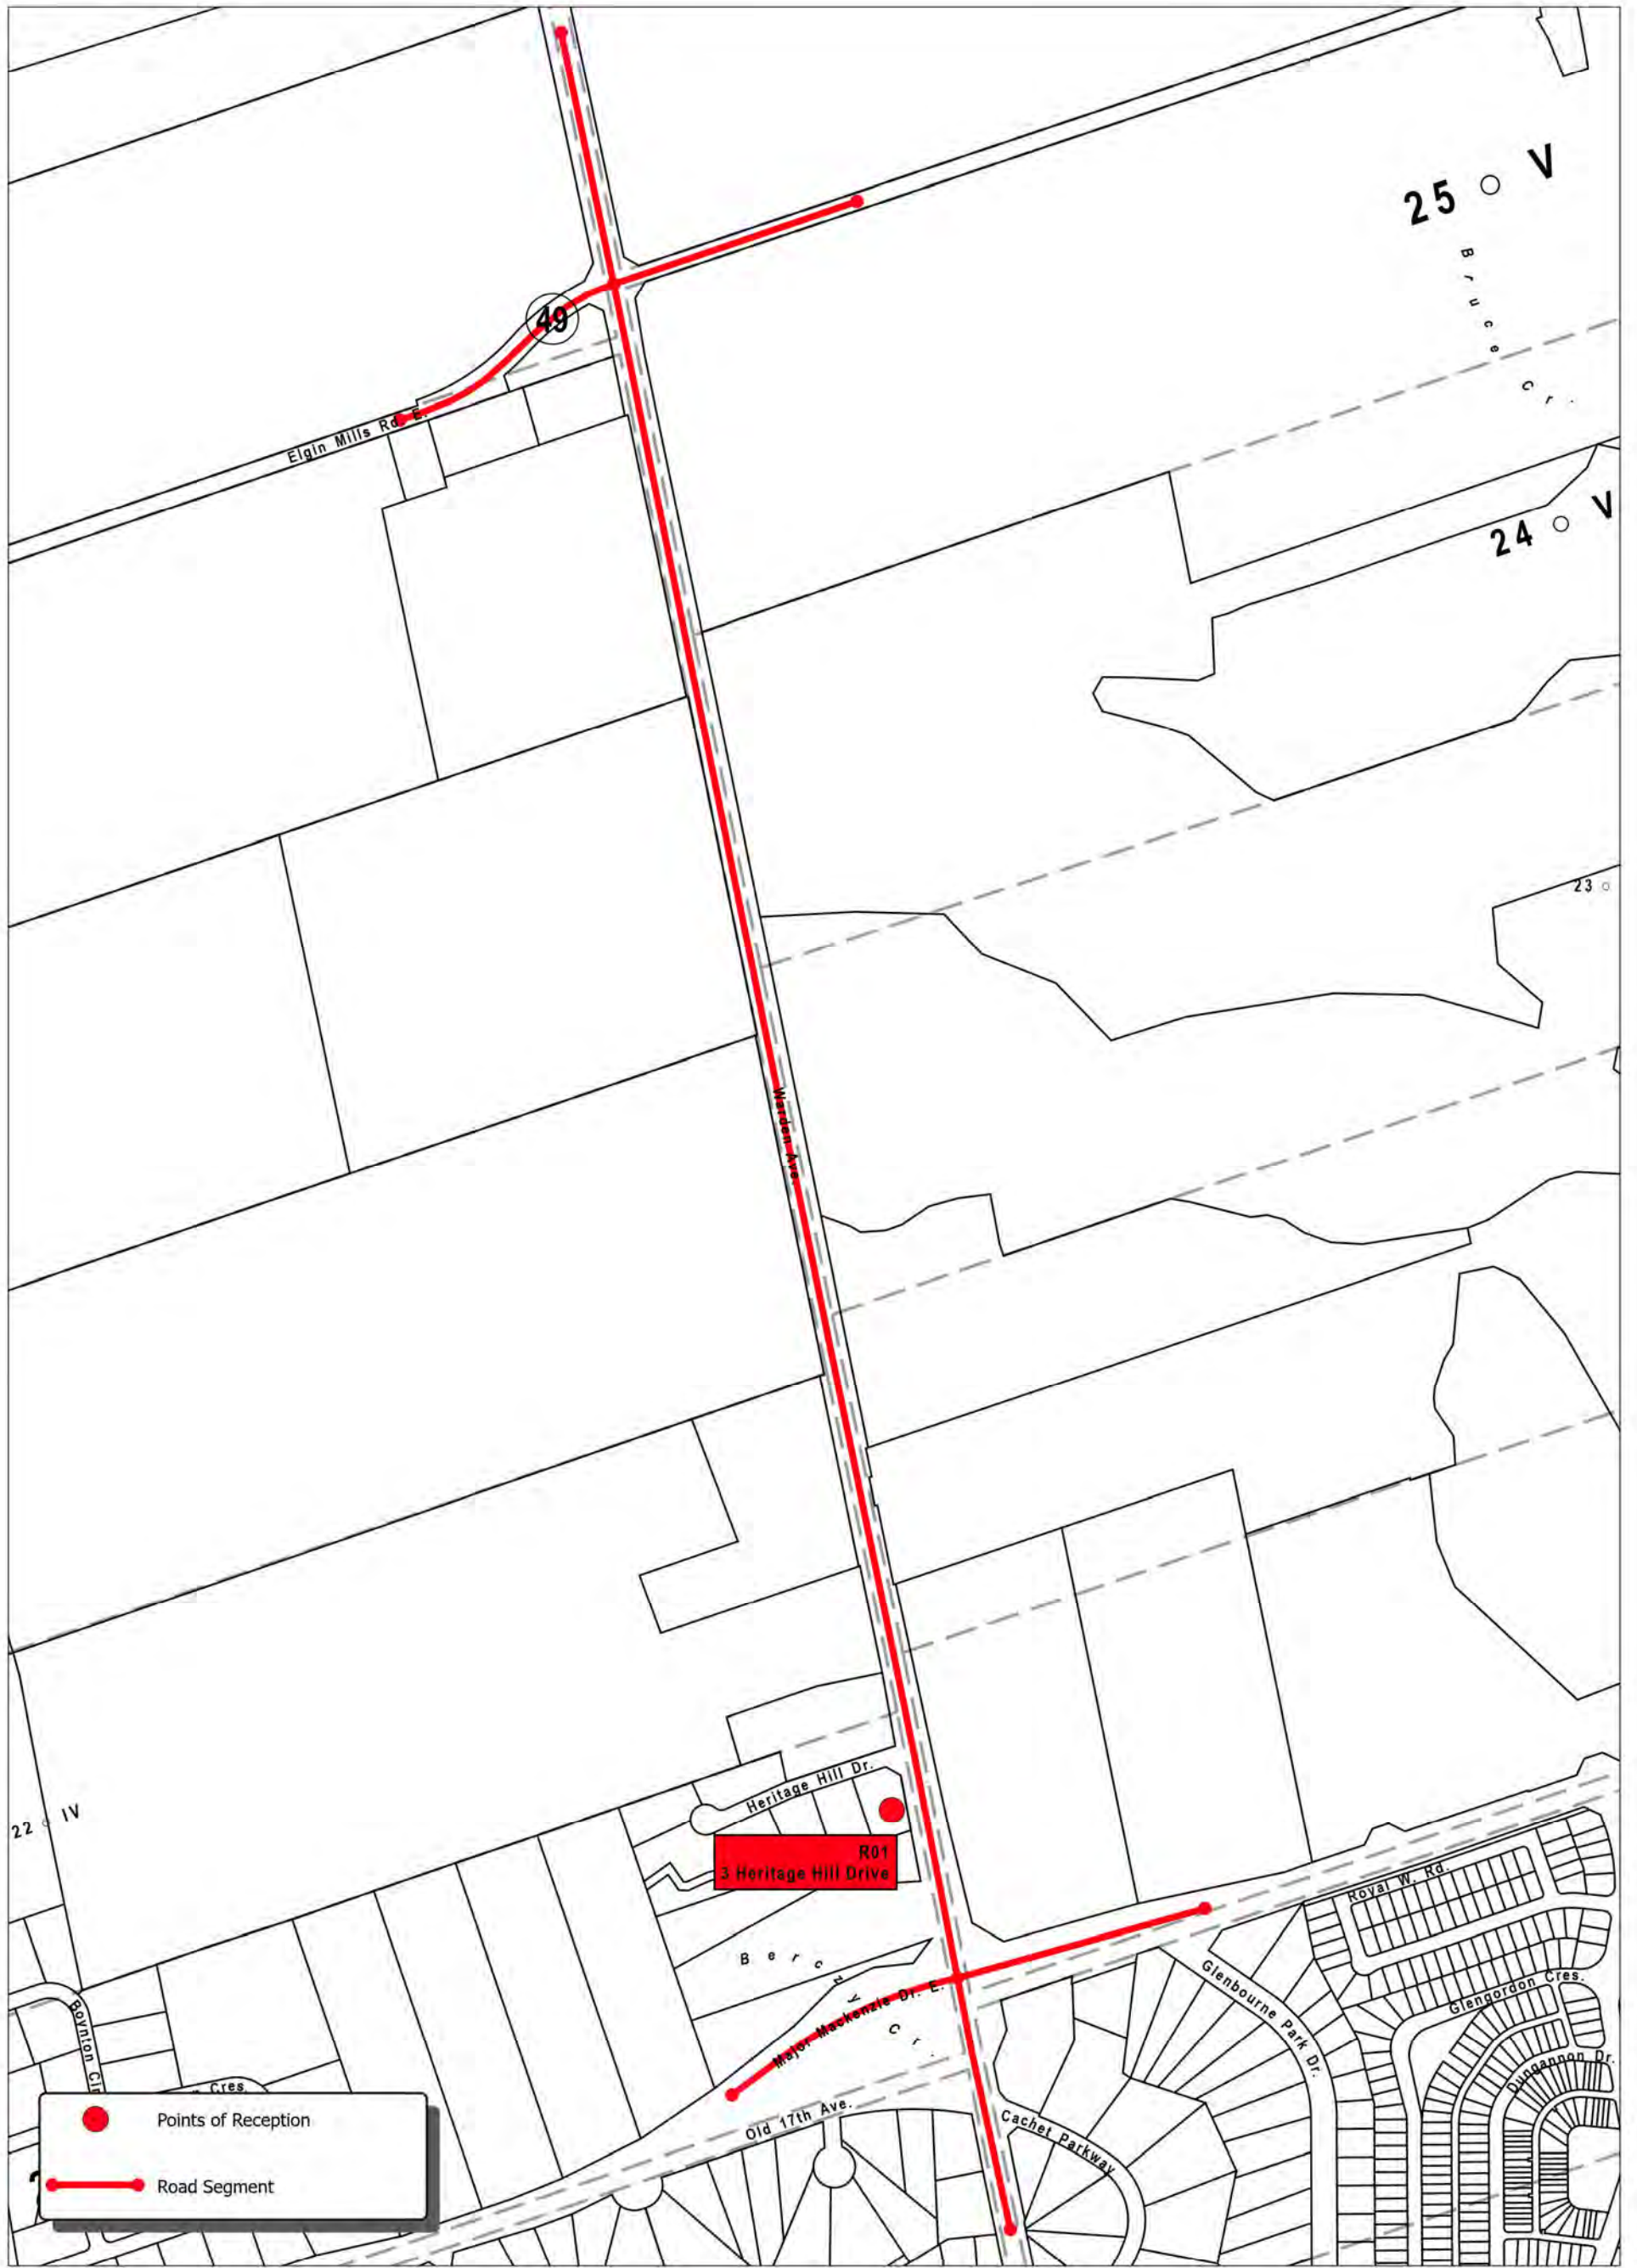 25 V
Bruce Cr.
49
Elgin Mills Rd. E.
24 V
23
Warden Ave.
22 IV
Heritage Hill Dr.
R01
3 Heritage Hill Drive
Royal W. Rd.
Berczy Cr.
Major Mackenzie Dr. E.
Glenbourne Park Dr.
Glengordon Cres.
Dungannon Dr.
Boynton Cir
Cres.
Old 17th Ave.
Cachet Parkway
Points of Reception
Road Segment